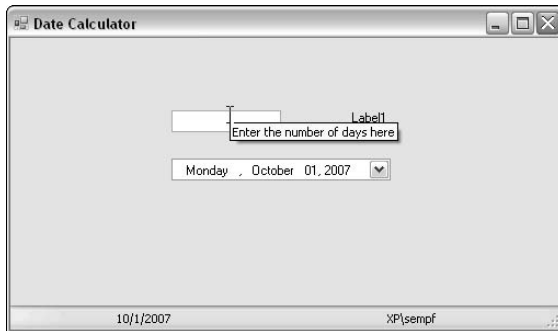 Date Calculator
Label1
Enter the number of days here
Monday , October 01, 2007
10/1/2007 XP\sempf